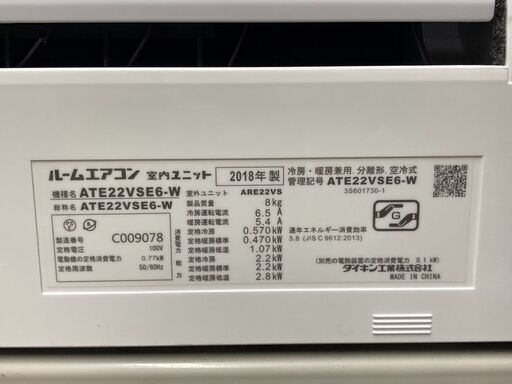 ルームエアコン 室内ユニット 2018年製
冷房・暖房兼用. 分離形. 空冷式
機種名 ATE22VSE6-W 室外ユニット ARE22VS
管理記号 ATE22VSE6-W
3S601730-1
総称名 ATE22VSE6-W
製造番号 C009078
定格電圧 100V
電動機の定格消費電力 0.77kW
定格周波数 50/60Hz
製品質量 8kg
冷房運転電流 6.5 A
暖房運転電流 5.4 A
定格冷房 0.570kW
定格暖房標準 0.470kW
定格暖房低温 1.07kW
定格冷房 2.2kW
定格暖房標準 2.2kW
定格暖房低温 2.8kW
消費電力
能力
通年エネルギー消費効率
5.8 (JIS C 9612:2013)
(別売の電熱装置の定格消費電力 0.1 kW)
ダイキン工業株式会社
MADE IN CHINA